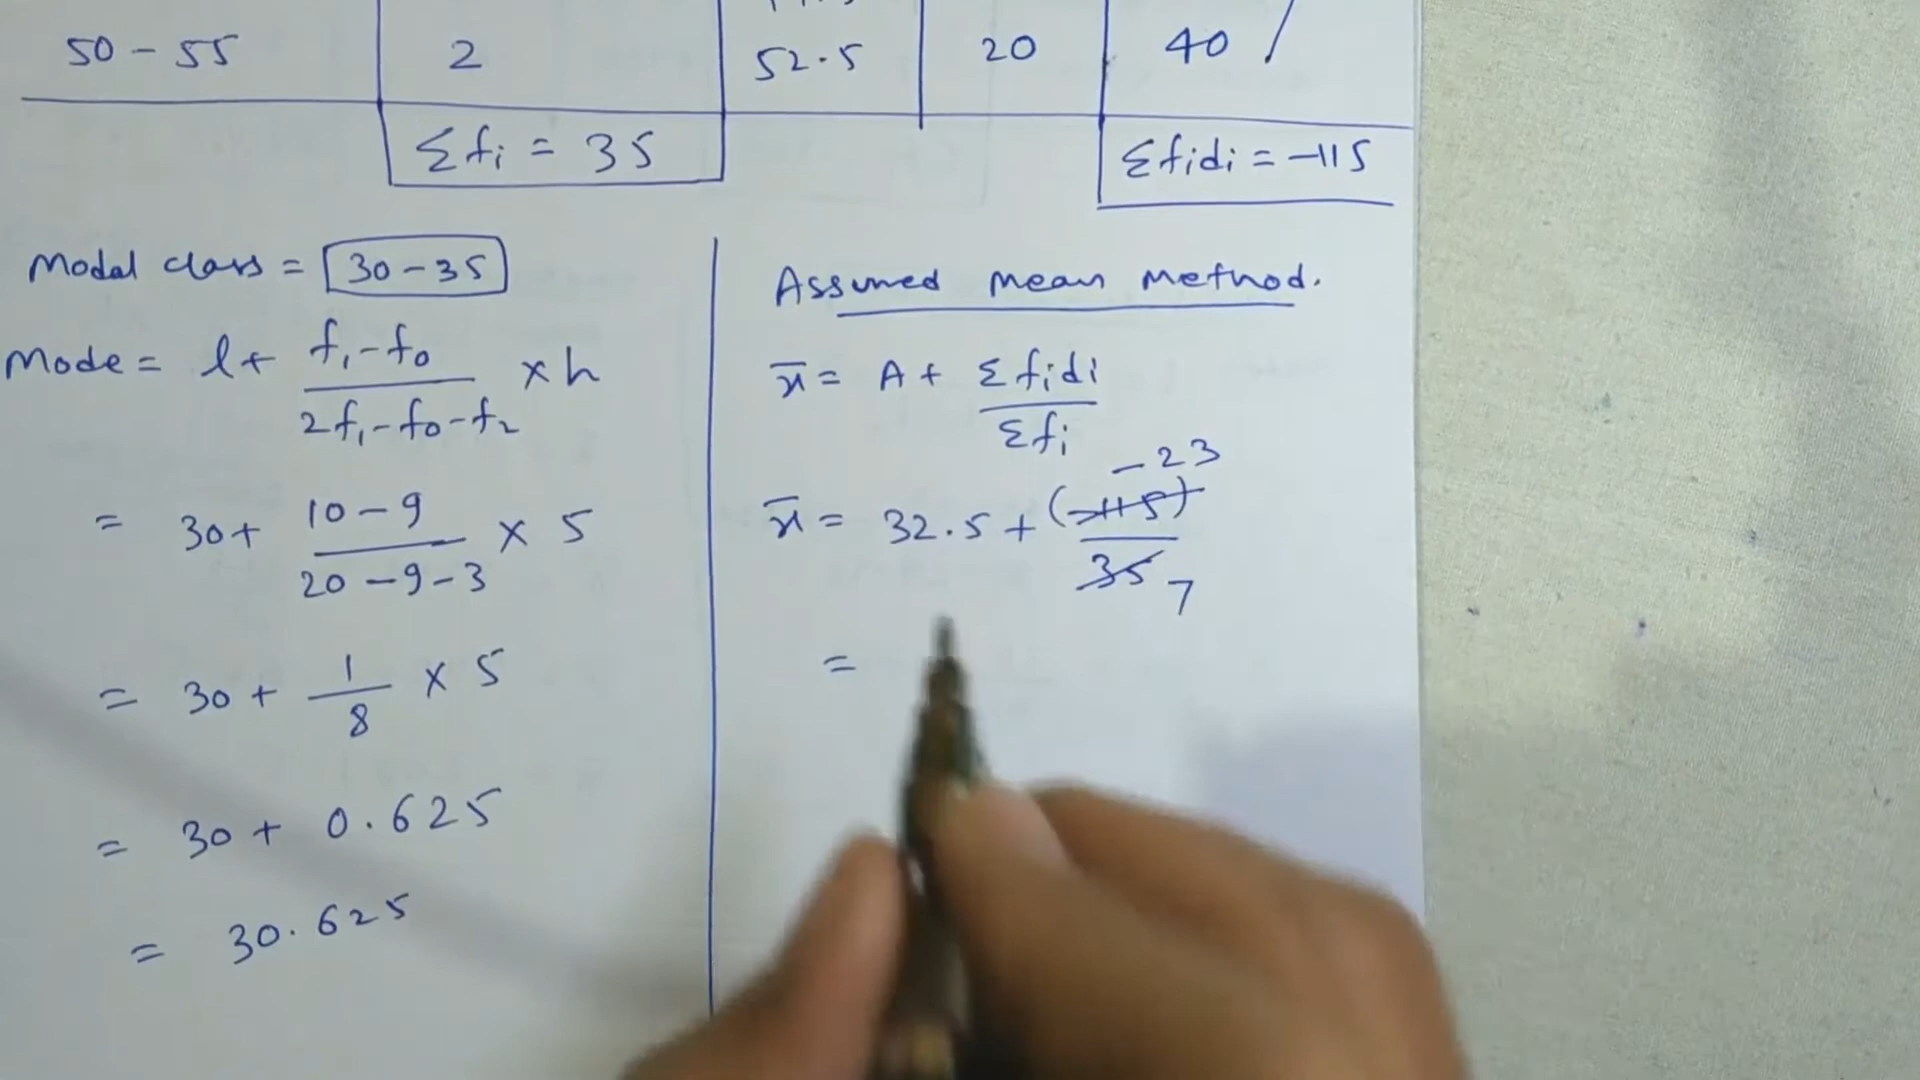 50 - 55 2 52.5 20 40 /
Σfi = 35 Σfidi = -115
Modal class = 30 - 35
Mode = l + f₁ - f₀ / 2f₁ - f₀ - f₂ × h
= 30 + 10 - 9 / 20 - 9 - 3 × 5
= 30 + 1 / 8 × 5
= 30 + 0.625
= 30.625
Assumed mean method.
x̄ = A + Σfidi / Σfi
-23
x̄ = 32.5 + (-115) / 35
7
=